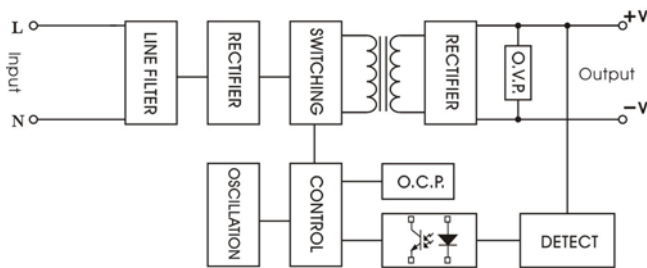 L
N
Input
LINE FILTER
RECTIFIER
SWITCHING
RECTIFIER
O.V.P.
+V
Output
-V
OSCILLATION
CONTROL
O.C.P.
DETECT